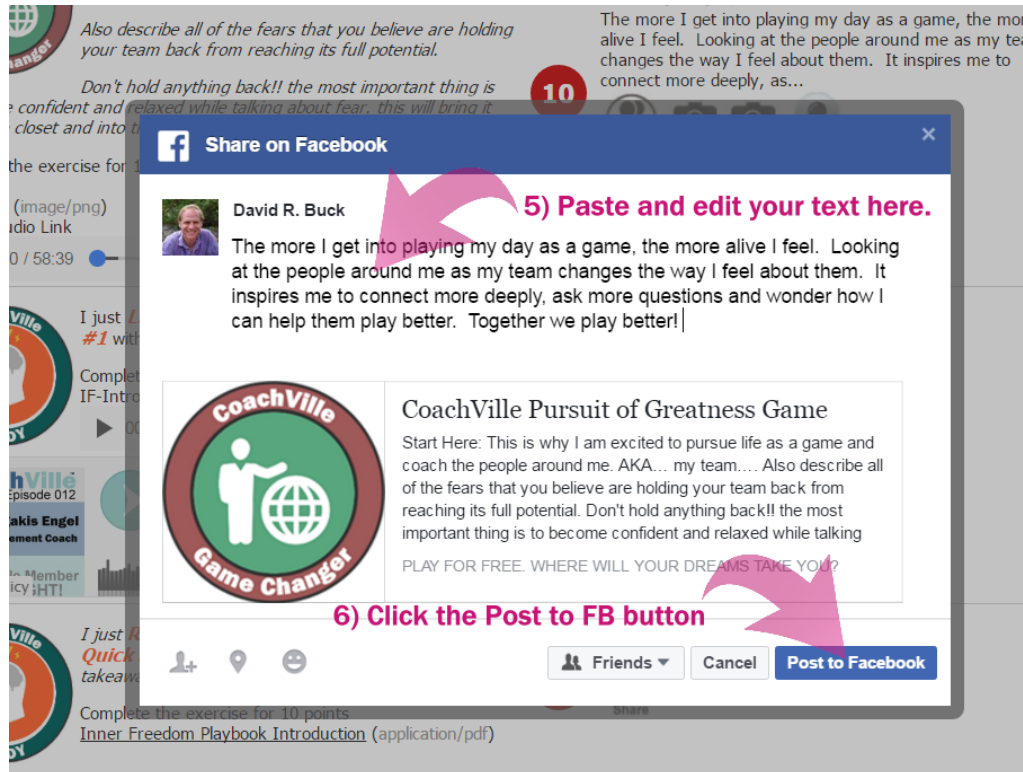 Also describe all of the fears that you believe are holding
your team back from reaching its full potential.
Don't hold anything back!! the most important thing is
confident and relaxed while talking about fear. this will bring it
closet and into
the exercise for 1
(image/png)
udio Link
0 / 58:39
The more I get into playing my day as a game, the mor
alive I feel. Looking at the people around me as my tea
changes the way I feel about them. It inspires me to
connect more deeply, as...
10
Share on Facebook
×
5) Paste and edit your text here.
David R. Buck
The more I get into playing my day as a game, the more alive I feel. Looking
at the people around me as my team changes the way I feel about them. It
inspires me to connect more deeply, ask more questions and wonder how I
can help them play better. Together we play better!
CoachVille
Game Changer
CoachVille Pursuit of Greatness Game
Start Here: This is why I am excited to pursue life as a game and
coach the people around me. AKA... my team.... Also describe all
of the fears that you believe are holding your team back from
reaching its full potential. Don't hold anything back!! the most
important thing is to become confident and relaxed while talking
PLAY FOR FREE. WHERE WILL YOUR DREAMS TAKE YOU?
6) Click the Post to FB button
Friends
Cancel
Post to Facebook
I just
#1 with
Complet
IF-Intro
hVille
Episode 012
akis Engel
ement Coach
Member
icy
GHT!
I just
Quick
takeaw
Complete the exercise for 10 points
Inner Freedom Playbook Introduction (application/pdf)
Share